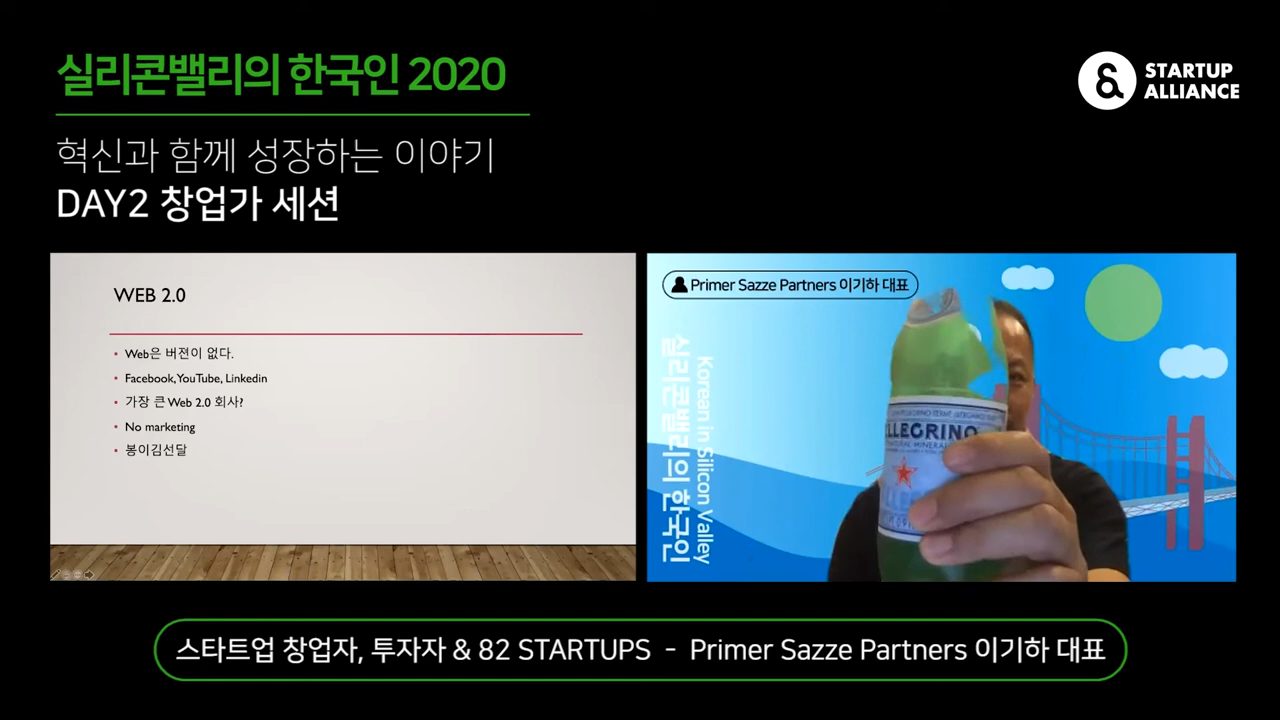 실리콘밸리의 한국인 2020
STARTUP
ALLIANCE
혁신과 함께 성장하는 이야기
DAY2 창업가 세션
WEB 2.0
• Web은 버젼이 없다.
• Facebook,YouTube, Linkedin
• 가장 큰 Web 2.0 회사?
• No marketing
• 봉이김선달
Primer Sazze Partners 이기하 대표
Korean in Silicon Valley
실리콘밸리의 한국인
ELLEGRINO
스타트업 창업자, 투자자 & 82 STARTUPS - Primer Sazze Partners 이기하 대표